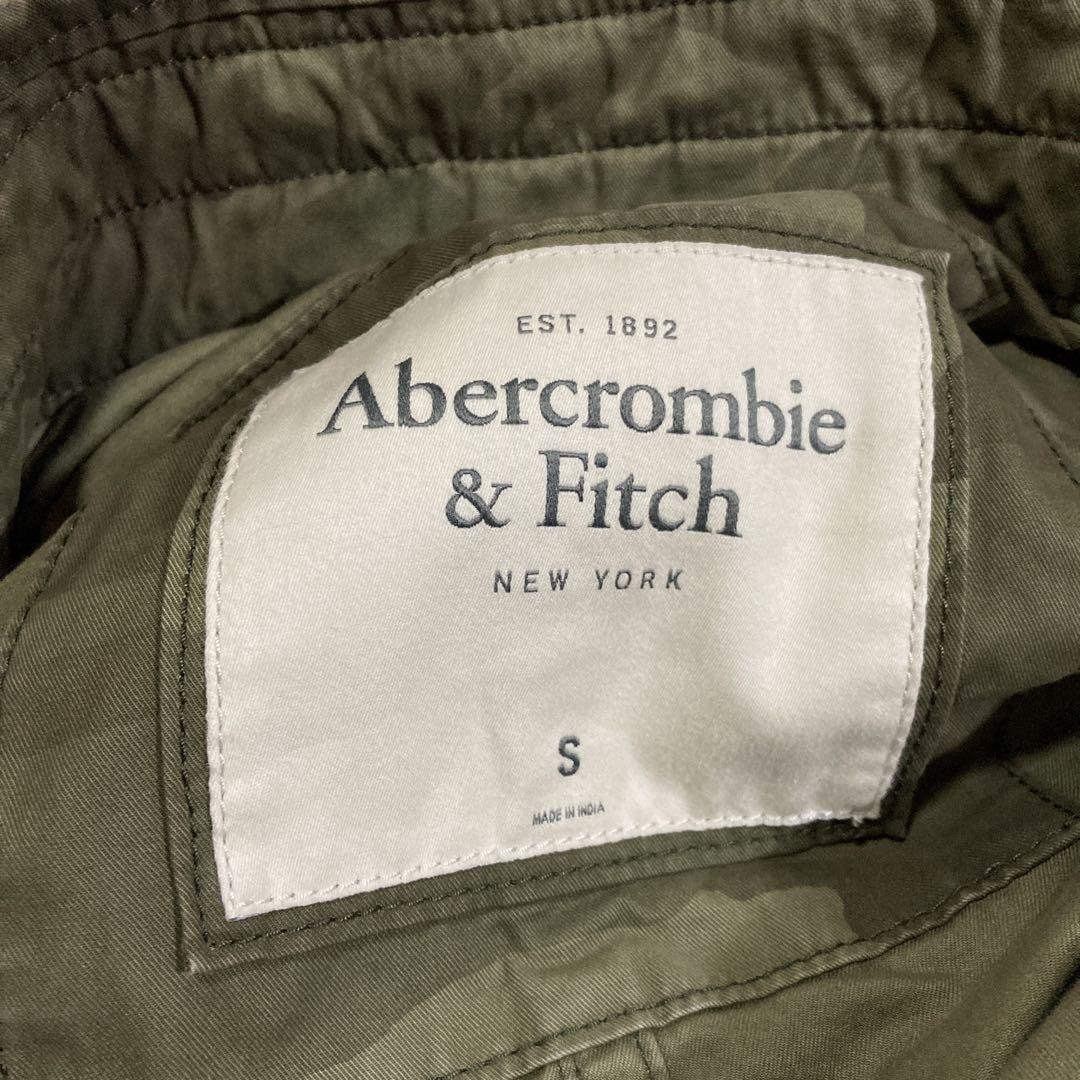 EST. 1892
Abercrombie
& Fitch
NEW YORK
S
MADE IN INDIA